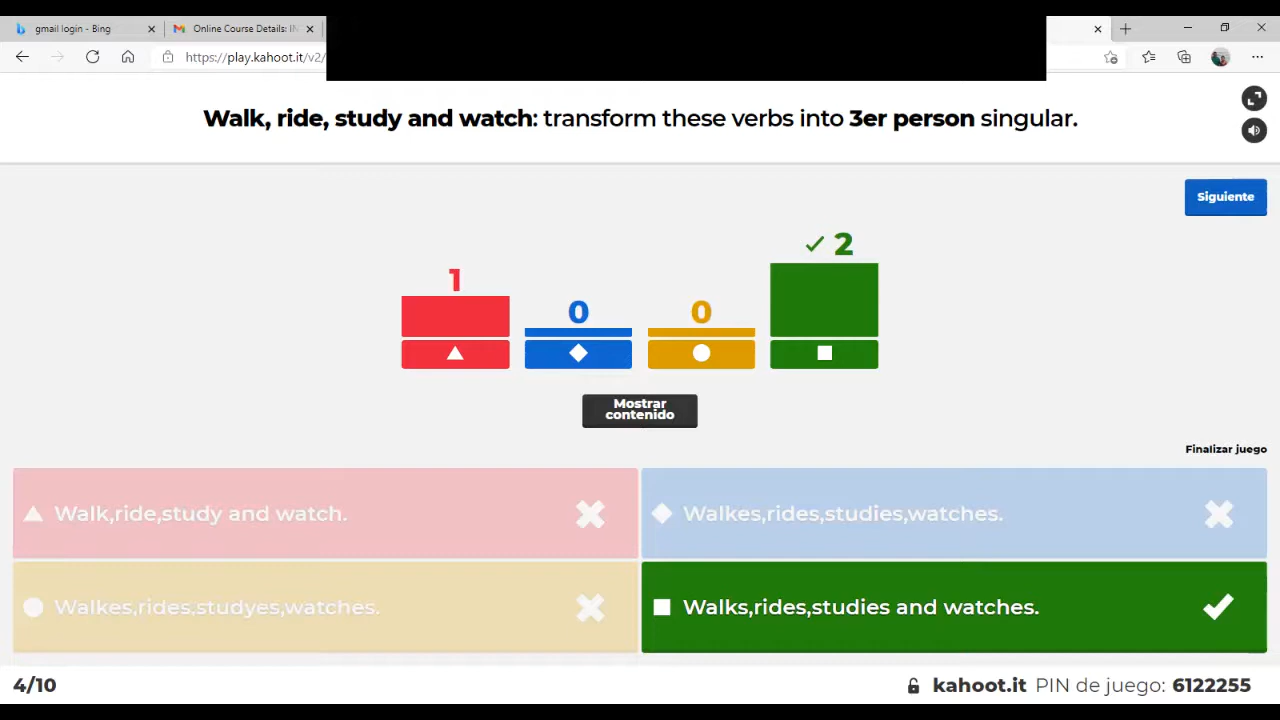 gmail login - Bing
Online Course Details: IN
https://play.kahoot.it/v2/
Walk, ride, study and watch: transform these verbs into 3er person singular.
Siguiente
1
0
0
2
Mostrar
contenido
Finalizar juego
Walk,ride,study and watch.
Walkes,rides,studies,watches.
Walkes,rides,studyes,watches.
Walks,rides,studies and watches.
4/10
kahoot.it PIN de juego: 6122255